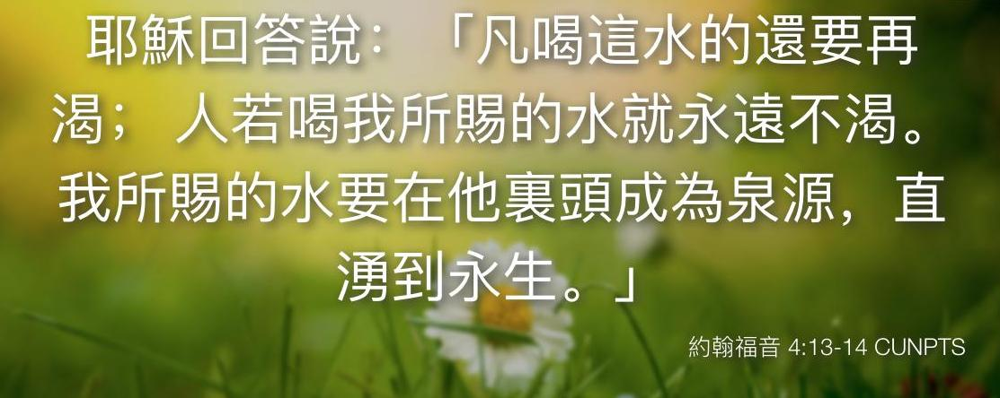 耶穌回答說：「凡喝這水的還要再
渴； 人若喝我所賜的水就永遠不渴。
我所賜的水要在他裏頭成為泉源，直
湧到永生。」
約翰福音 4:13-14 CUNPTS